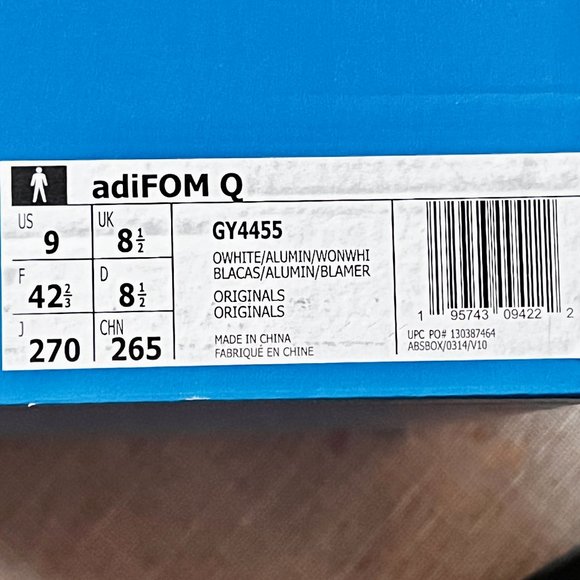 adiFOM Q
US 9
UK 8 1/2
F 42 2/3
D 8 1/2
J 270
CHN 265
GY4455
OWHITE/ALUMIN/WONWHI
BLACAS/ALUMIN/BLAMER
ORIGINALS
ORIGINALS
MADE IN CHINA
FABRIQUÉ EN CHINE
1 95743 09422 2
UPC PO# 130387464
ABSBOX/0314/V10